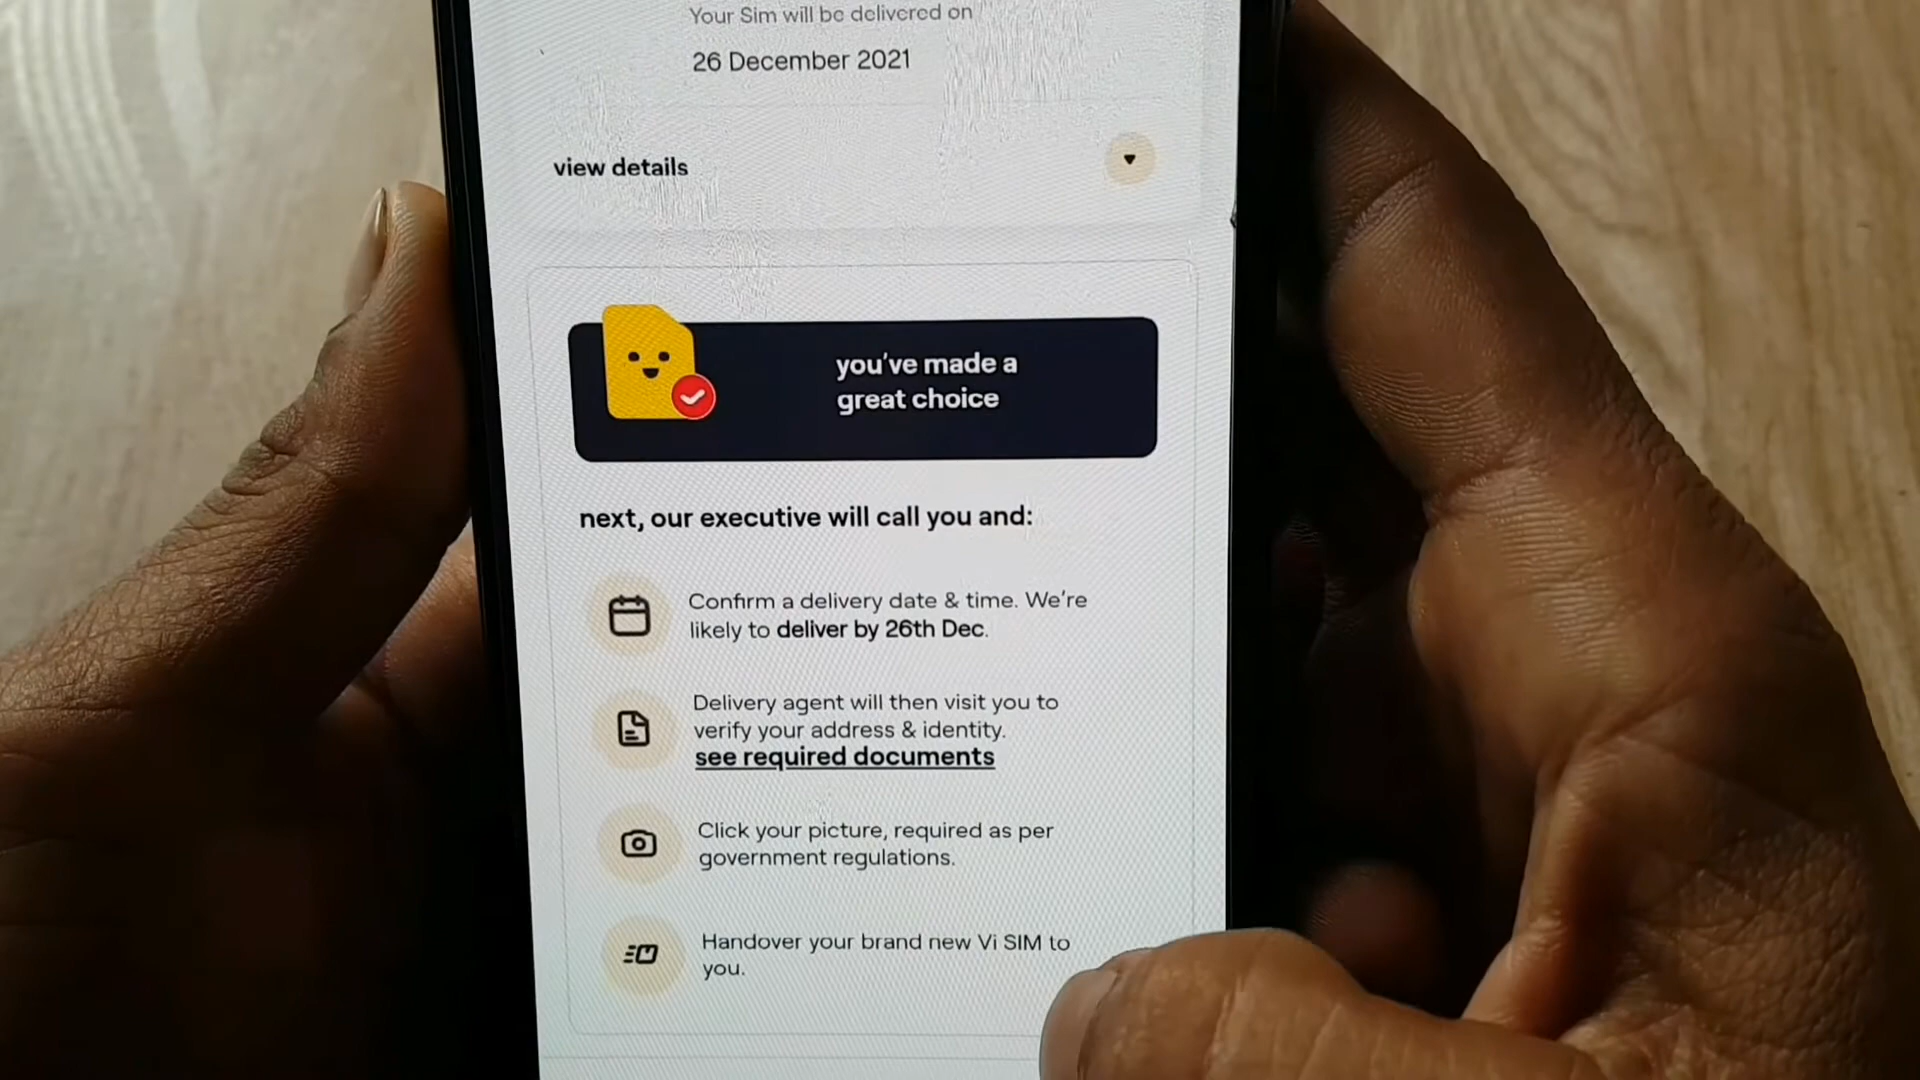 Your Sim will be delivered on
26 December 2021
view details
you've made a
great choice
next, our executive will call you and:
Confirm a delivery date & time. We're
likely to deliver by 26th Dec.
Delivery agent will then visit you to
verify your address & identity.
see required documents
Click your picture, required as per
government regulations.
Handover your brand new Vi SIM to
you.